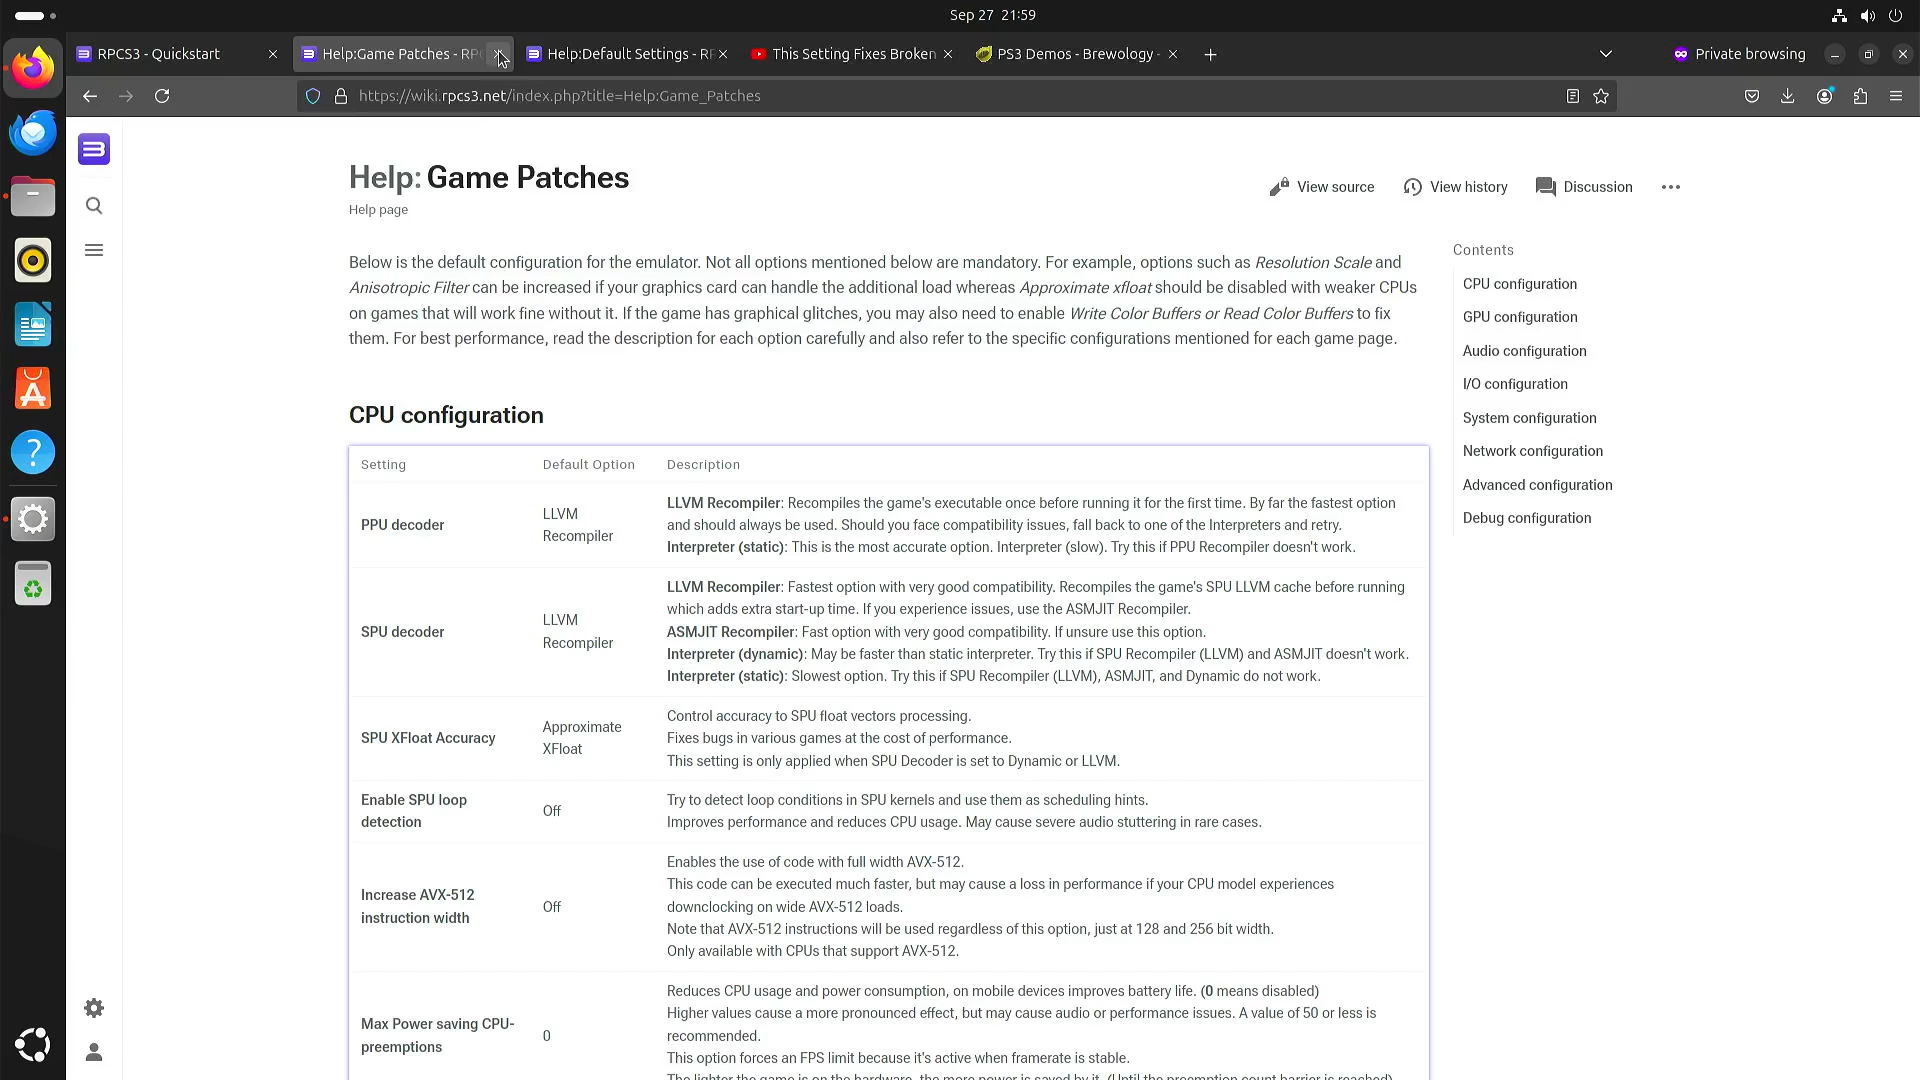 Sep 27 21:59
RPCS3 - Quickstart
Help:Game Patches - RPC
Help:Default Settings - RP
This Setting Fixes Broken
PS3 Demos - Brewology -
Private browsing
https://wiki.rpcs3.net/index.php?title=Help:Game_Patches
Help: Game Patches
Help page
View source
View history
Discussion
Below is the default configuration for the emulator. Not all options mentioned below are mandatory. For example, options such as Resolution Scale and
Anisotropic Filter can be increased if your graphics card can handle the additional load whereas Approximate xfloat should be disabled with weaker CPUs
on games that will work fine without it. If the game has graphical glitches, you may also need to enable Write Color Buffers or Read Color Buffers to fix
them. For best performance, read the description for each option carefully and also refer to the specific configurations mentioned for each game page.
Contents
CPU configuration
GPU configuration
Audio configuration
I/O configuration
System configuration
Network configuration
Advanced configuration
Debug configuration
CPU configuration
Setting
Default Option
Description
PPU decoder
LLVM
Recompiler
LLVM Recompiler: Recompiles the game's executable once before running it for the first time. By far the fastest option
and should always be used. Should you face compatibility issues, fall back to one of the Interpreters and retry.
Interpreter (static): This is the most accurate option. Interpreter (slow). Try this if PPU Recompiler doesn't work.
SPU decoder
LLVM
Recompiler
LLVM Recompiler: Fastest option with very good compatibility. Recompiles the game's SPU LLVM cache before running
which adds extra start-up time. If you experience issues, use the ASMJIT Recompiler.
ASMJIT Recompiler: Fast option with very good compatibility. If unsure use this option.
Interpreter (dynamic): May be faster than static interpreter. Try this if SPU Recompiler (LLVM) and ASMJIT doesn't work.
Interpreter (static): Slowest option. Try this if SPU Recompiler (LLVM), ASMJIT, and Dynamic do not work.
SPU XFloat Accuracy
Approximate
XFloat
Control accuracy to SPU float vectors processing.
Fixes bugs in various games at the cost of performance.
This setting is only applied when SPU Decoder is set to Dynamic or LLVM.
Enable SPU loop
detection
Off
Try to detect loop conditions in SPU kernels and use them as scheduling hints.
Improves performance and reduces CPU usage. May cause severe audio stuttering in rare cases.
Increase AVX-512
instruction width
Off
Enables the use of code with full width AVX-512.
This code can be executed much faster, but may cause a loss in performance if your CPU model experiences
downclocking on wide AVX-512 loads.
Note that AVX-512 instructions will be used regardless of this option, just at 128 and 256 bit width.
Only available with CPUs that support AVX-512.
Max Power saving CPU-
preemptions
0
Reduces CPU usage and power consumption, on mobile devices improves battery life. (0 means disabled)
Higher values cause a more pronounced effect, but may cause audio or performance issues. A value of 50 or less is
recommended.
This option forces an FPS limit because it's active when framerate is stable.
The lighter the game is on the hardware, the more power is saved by it. (Until the preemption count barrier is reached)